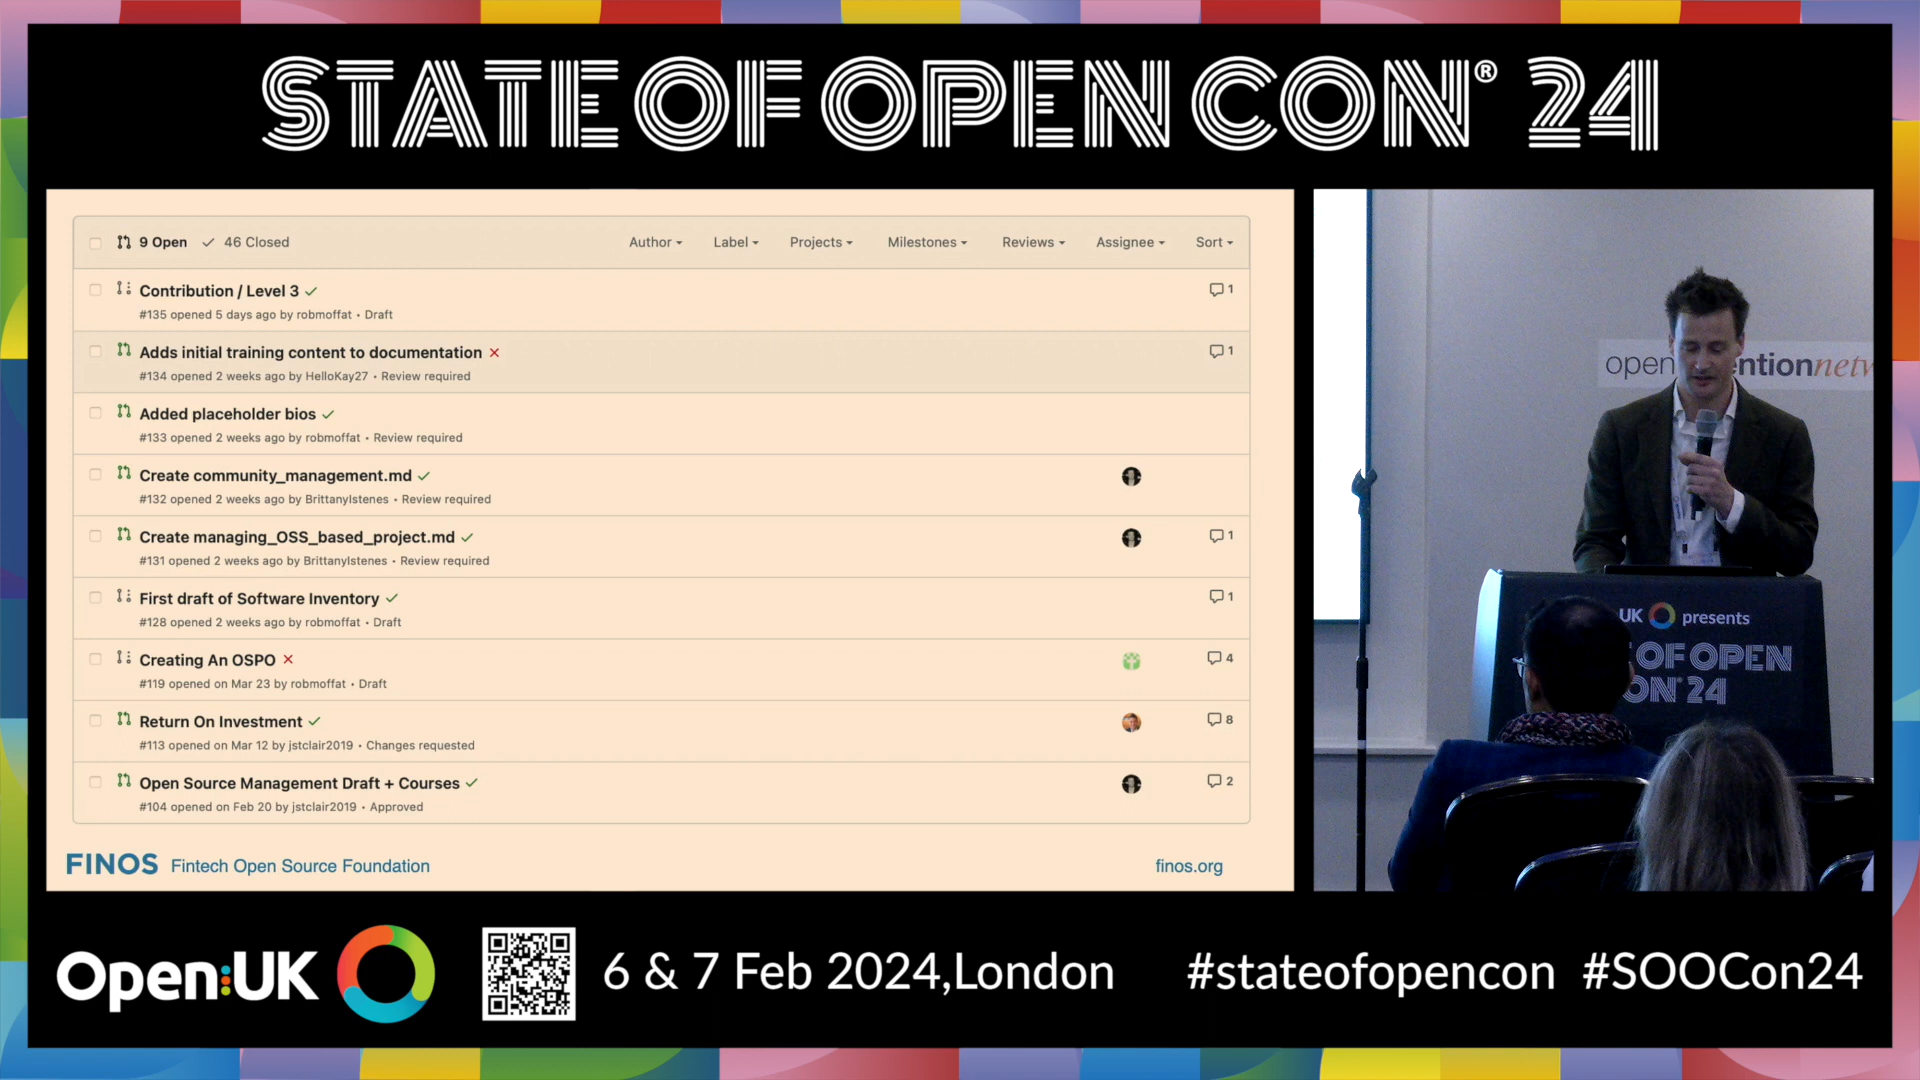 STATE OF OPEN CON® 24
9 Open 46 Closed Author Label Projects Milestones Reviews Assignee Sort
Contribution / Level 3 1
#135 opened 5 days ago by robmoffat • Draft
Adds initial training content to documentation 1
#134 opened 2 weeks ago by HelloKay27 • Review required
Added placeholder bios
#133 opened 2 weeks ago by robmoffat • Review required
Create community_management.md
#132 opened 2 weeks ago by BrittanyIstenes • Review required
Create managing_OSS_based_project.md 1
#131 opened 2 weeks ago by BrittanyIstenes • Review required
First draft of Software Inventory 1
#128 opened 2 weeks ago by robmoffat • Draft
Creating An OSPO 4
#119 opened on Mar 23 by robmoffat • Draft
Return On Investment 8
#113 opened on Mar 12 by jstclair2019 • Changes requested
Open Source Management Draft + Courses 2
#104 opened on Feb 20 by jstclair2019 • Approved
FINOS Fintech Open Source Foundation finos.org
open ntion netw
UK presents
OF OPEN
ON® 24
Open:UK 6 & 7 Feb 2024,London #stateofopencon #SOOCon24